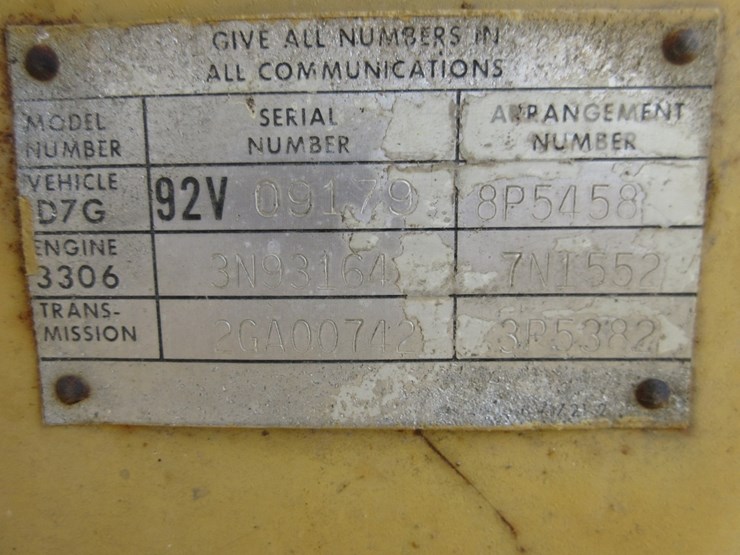 GIVE ALL NUMBERS IN
ALL COMMUNICATIONS
MODEL NUMBER SERIAL NUMBER ARRANGEMENT NUMBER
VEHICLE
D7G 92V 09179 8P5458
ENGINE
3306 3N93164 7N1552
TRANS-
MISSION 2GA00742 3P5382